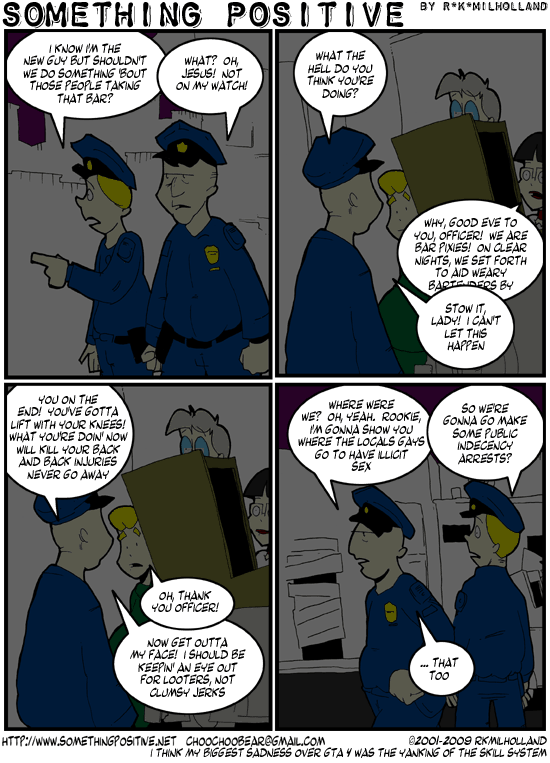 SOMETHING POSITIVE BY R*K*MILHOLLAND
I KNOW I'M THE
NEW GUY BUT SHOULDN'T
WE DO SOMETHING 'BOUT
THOSE PEOPLE TAKING
THAT BAR?
WHAT? OH,
JESUS! NOT
ON MY WATCH!
WHAT THE
HELL DO YOU
THINK YOU'RE
DOING?
WHY, GOOD EVE TO
YOU, OFFICER! WE ARE
BAR PIXIES! ON CLEAR
NIGHTS, WE SET FORTH
TO AID WEARY
BARTENDERS BY
STOW IT,
LADY! I CAN'T
LET THIS
HAPPEN
YOU ON THE
END! YOU'VE GOTTA
LIFT WITH YOUR KNEES!
WHAT YOU'RE DOIN' NOW
WILL KILL YOUR BACK
AND BACK INJURIES
NEVER GO AWAY
OH, THANK
YOU OFFICER!
NOW GET OUTTA
MY FACE! I SHOULD BE
KEEPIN' AN EYE OUT
FOR LOOTERS, NOT
CLUMSY JERKS
WHERE WERE
WE? OH, YEAH. ROOKIE,
I'M GONNA SHOW YOU
WHERE THE LOCALS GAYS
GO TO HAVE ILLICIT
SEX
SO WE'RE
GONNA GO MAKE
SOME PUBLIC
INDECENCY
ARRESTS?
... THAT
TOO
HTTP://WWW.SOMETHINGPOSITIVE.NET CHOOCHOOBEAR@GMAIL.COM ©2001-2009 RKMILHOLLAND
I THINK MY BIGGEST SADNESS OVER GTA 4 WAS THE YANKING OF THE SKILL SYSTEM